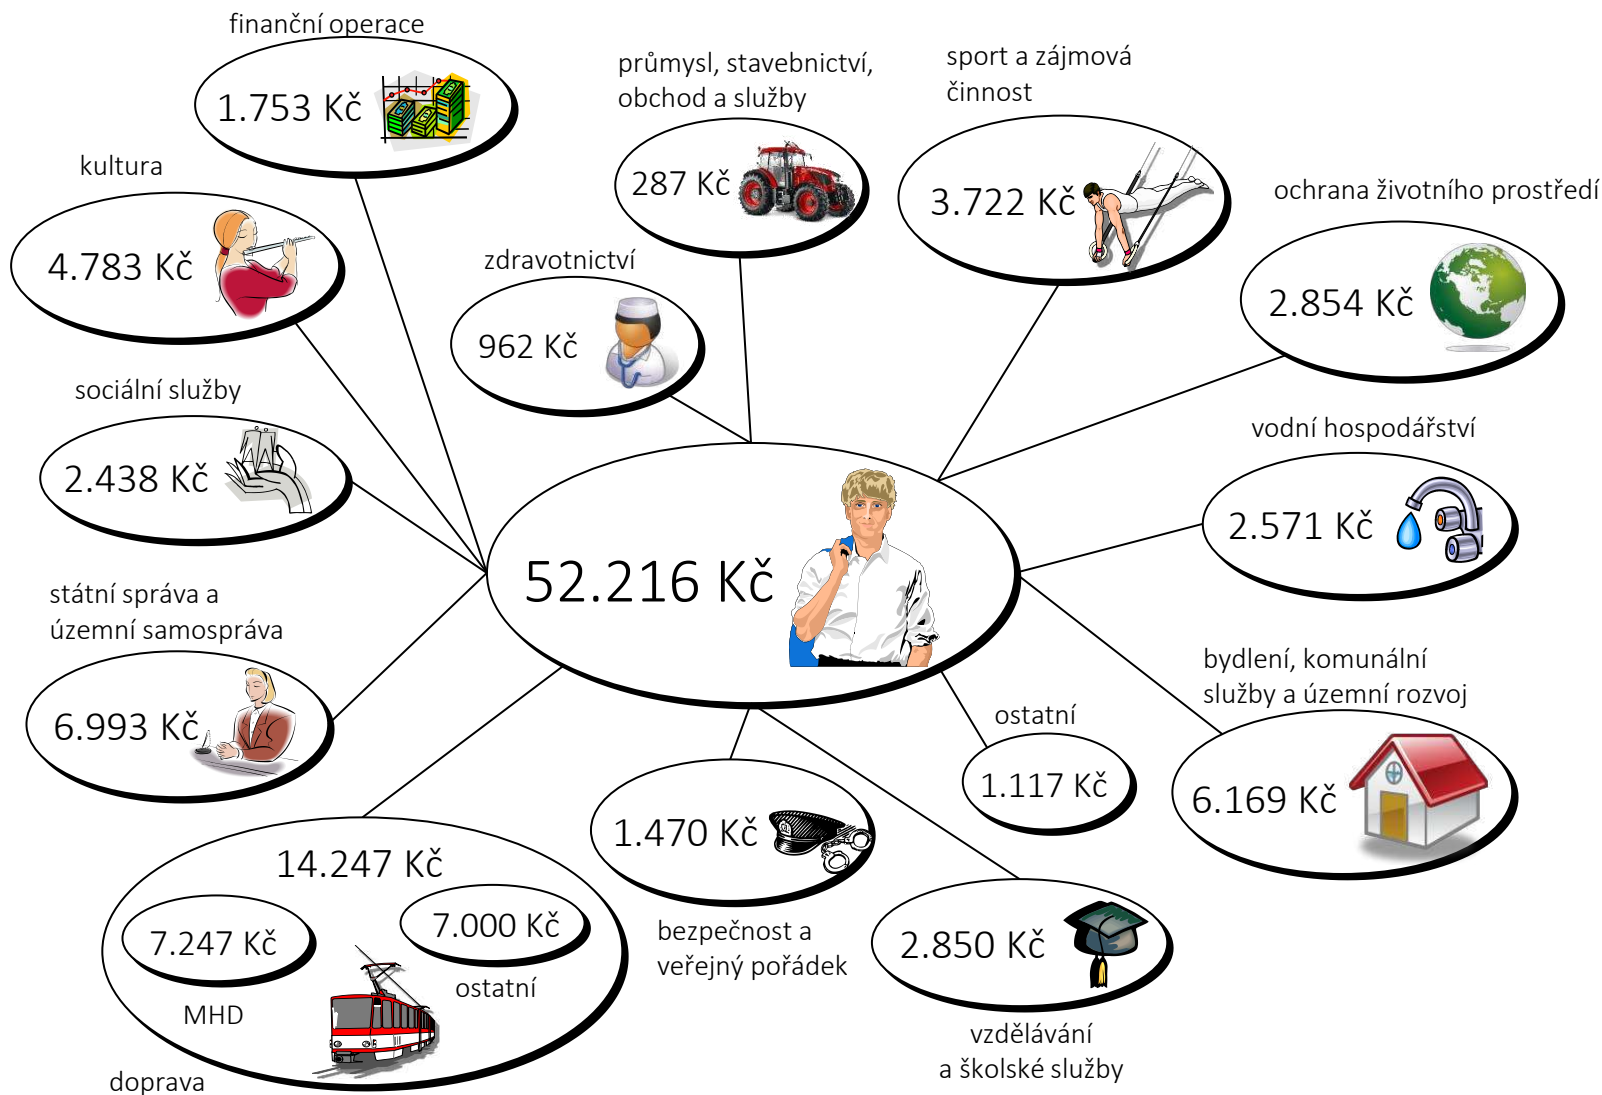 finanční operace
1.753 Kč
průmysl, stavebnictví,
obchod a služby
287 Kč
sport a zájmová
činnost
3.722 Kč
kultura
4.783 Kč
zdravotnictví
962 Kč
ochrana životního prostředí
2.854 Kč
sociální služby
2.438 Kč
vodní hospodářství
2.571 Kč
52.216 Kč
státní správa a
územní samospráva
6.993 Kč
bydlení, komunální
služby a územní rozvoj
6.169 Kč
ostatní
1.117 Kč
14.247 Kč
7.247 Kč
MHD
7.000 Kč
ostatní
doprava
1.470 Kč
bezpečnost a
veřejný pořádek
2.850 Kč
vzdělávání
a školské služby